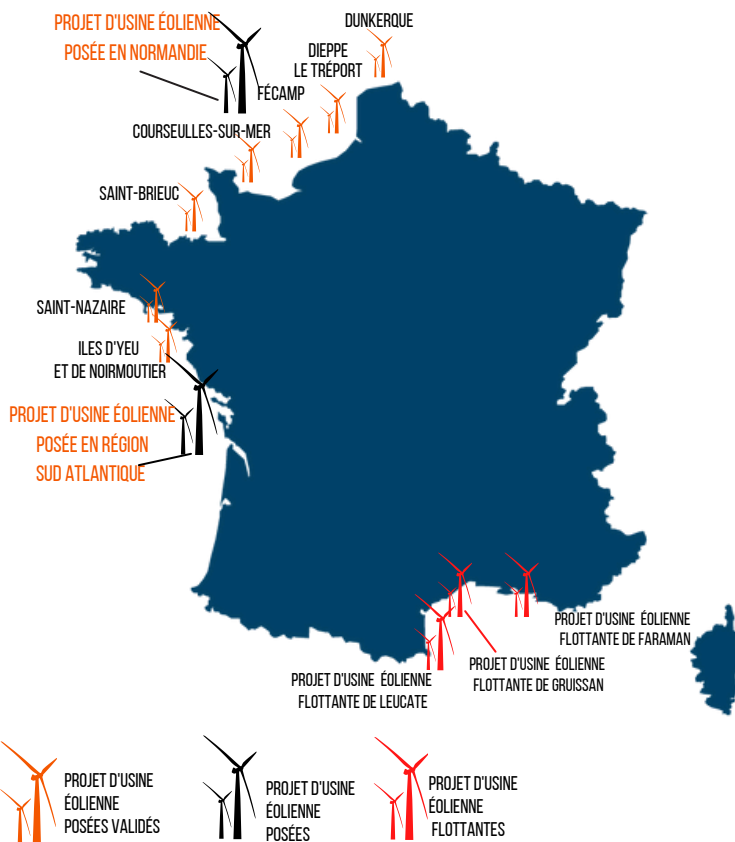 PROJET D'USINE ÉOLIENNE
POSÉE EN NORMANDIE
DUNKERQUE
DIEPPE
LE TRÉPORT
FÉCAMP
COURSEULLES-SUR-MER
SAINT-BRIEUC
SAINT-NAZAIRE
ILES D'YEU
ET DE NOIRMOUTIER
PROJET D'USINE ÉOLIENNE
POSÉE EN RÉGION
SUD ATLANTIQUE
PROJET D'USINE ÉOLIENNE
FLOTTANTE DE FARAMAN
PROJET D'USINE ÉOLIENNE
FLOTTANTE DE GRUISSAN
PROJET D'USINE ÉOLIENNE
FLOTTANTE DE LEUCATE
PROJET D'USINE
ÉOLIENNE
POSÉES VALIDÉS
PROJET D'USINE
ÉOLIENNE
POSÉES
PROJET D'USINE
ÉOLIENNE
FLOTTANTES